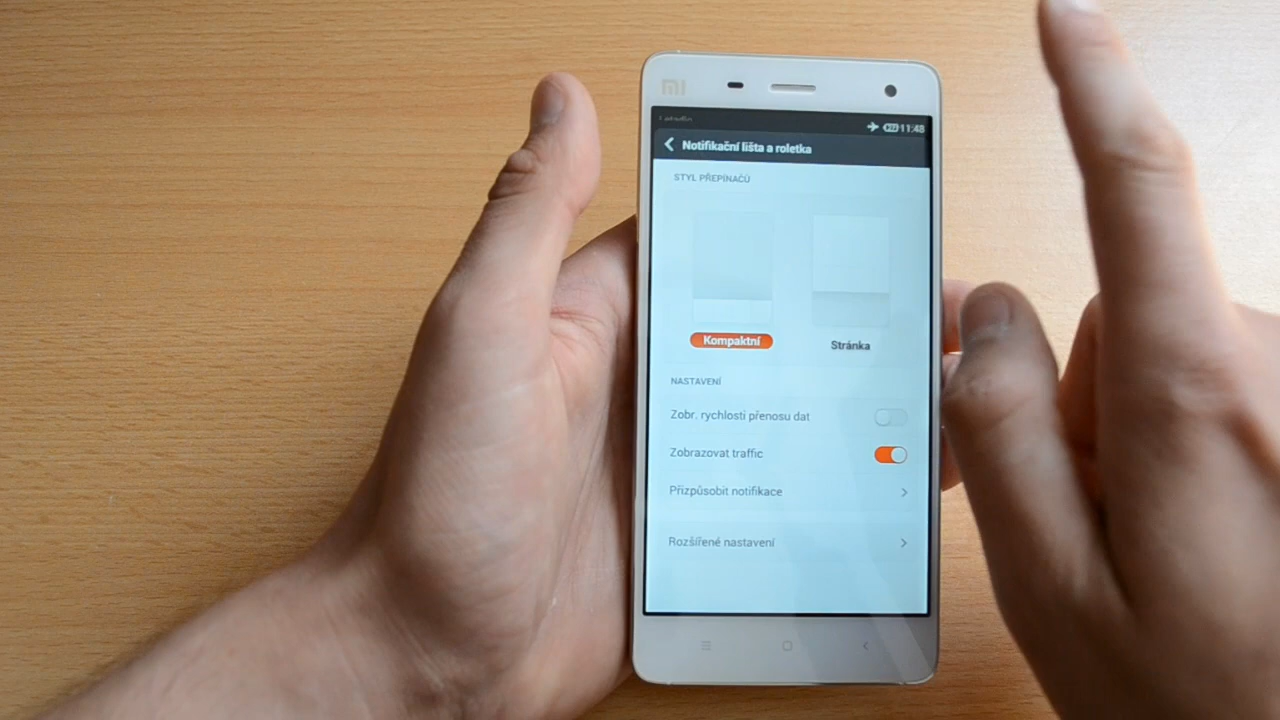 mi
11:48
Notifikační lišta a roletka
STYL PŘEPÍNAČŮ
Kompaktní
Stránka
NASTAVENÍ
Zobr. rychlosti přenosu dat
Zobrazovat traffic
Přizpůsobit notifikace
Rozšířené nastavení